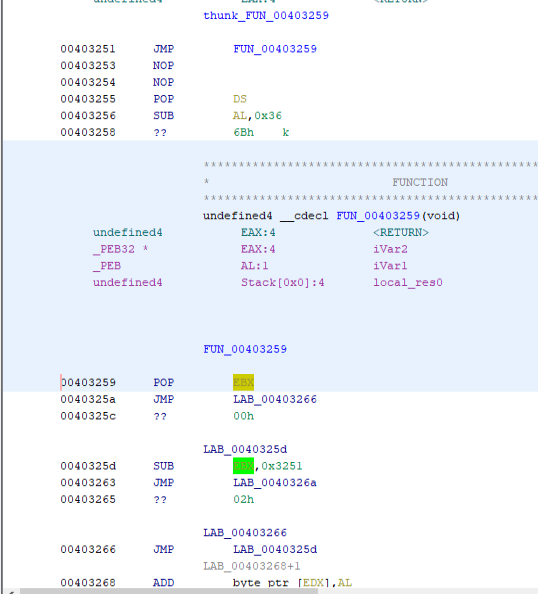 undefined4 EAX:4 <RETURN>
thunk_FUN_00403259
00403251 JMP FUN_00403259
00403253 NOP
00403254 NOP
00403255 POP DS
00403256 SUB AL,0x36
00403258 ?? 6Bh k
**************************************************
* FUNCTION
**************************************************
undefined4 __cdecl FUN_00403259(void)
undefined4 EAX:4 <RETURN>
_PEB32 * EAX:4 iVar2
_PEB AL:1 iVar1
undefined4 Stack[0x0]:4 local_res0
FUN_00403259
00403259 POP EBX
0040325a JMP LAB_00403266
0040325c ?? 00h
LAB_0040325d
0040325d SUB EBX,0x3251
00403263 JMP LAB_0040326a
00403265 ?? 02h
LAB_00403266
00403266 JMP LAB_0040325d
LAB_00403268+1
00403268 ADD byte ptr [EDX],AL